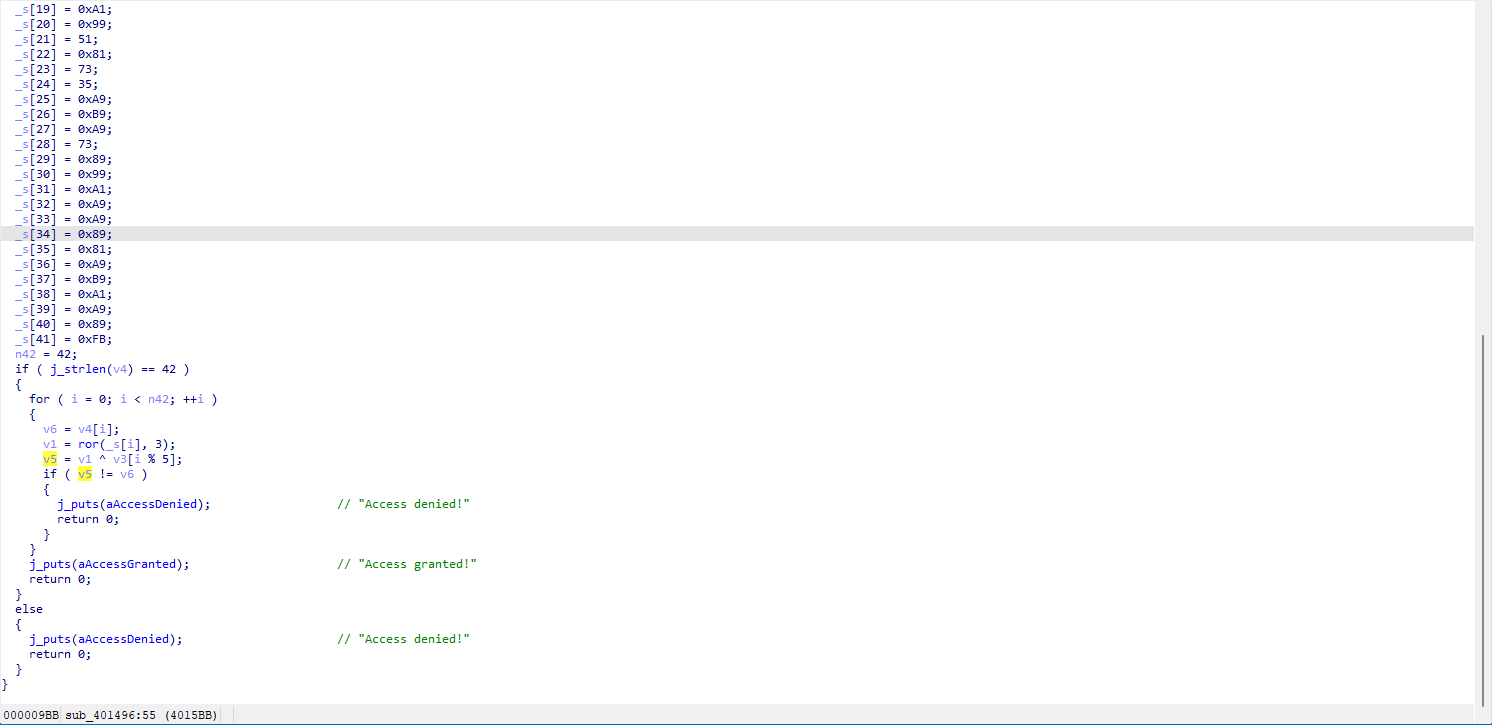 _s[19] = 0xA1;
_s[20] = 0x99;
_s[21] = 51;
_s[22] = 0x81;
_s[23] = 73;
_s[24] = 35;
_s[25] = 0xA9;
_s[26] = 0xB9;
_s[27] = 0xA9;
_s[28] = 73;
_s[29] = 0x89;
_s[30] = 0x99;
_s[31] = 0xA1;
_s[32] = 0xA9;
_s[33] = 0xA9;
_s[34] = 0x89;
_s[35] = 0x81;
_s[36] = 0xA9;
_s[37] = 0xB9;
_s[38] = 0xA1;
_s[39] = 0xA9;
_s[40] = 0x89;
_s[41] = 0xFB;
n42 = 42;
if ( j_strlen(v4) == 42 )
{
for ( i = 0; i < n42; ++i )
{
v6 = v4[i];
v1 = ror(_s[i], 3);
v5 = v1 ^ v3[i % 5];
if ( v5 != v6 )
{
j_puts(aAccessDenied); // "Access denied!"
return 0;
}
}
j_puts(aAccessGranted); // "Access granted!"
return 0;
}
else
{
j_puts(aAccessDenied); // "Access denied!"
return 0;
}
}
000009BB sub_401496:55 (4015BB)